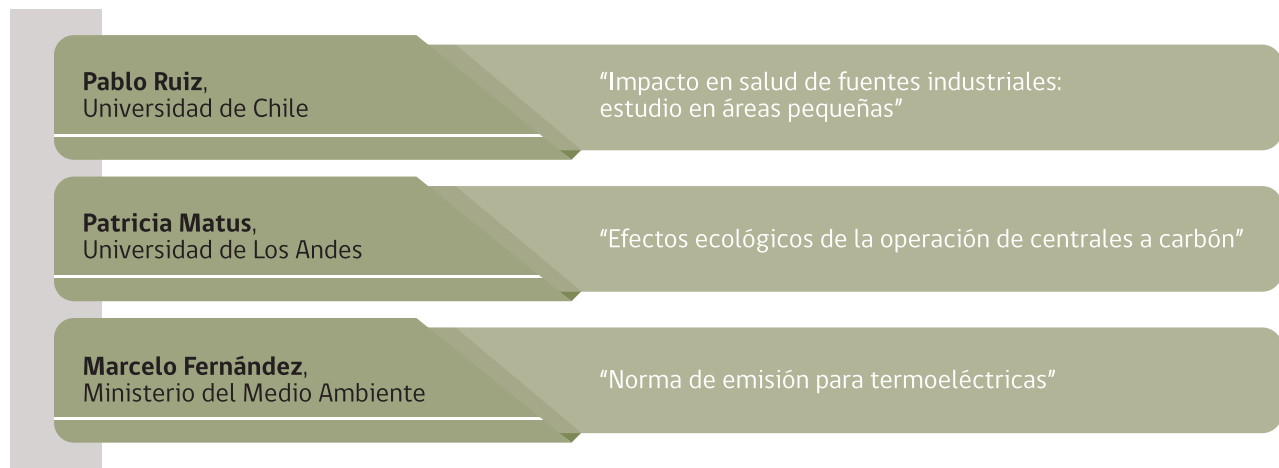 Pablo Ruiz,
Universidad de Chile
"Impacto en salud de fuentes industriales:
estudio en áreas pequeñas"
Patricia Matus,
Universidad de Los Andes
"Efectos ecológicos de la operación de centrales a carbón"
Marcelo Fernández,
Ministerio del Medio Ambiente
"Norma de emisión para termoeléctricas"